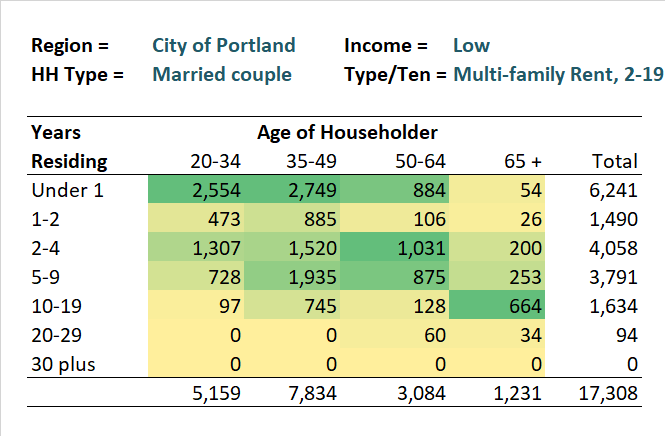 Region = City of Portland Income = Low
HH Type = Married couple Type/Ten = Multi-family Rent, 2-19
Years Age of Householder
Residing 20-34 35-49 50-64 65 + Total
Under 1 2,554 2,749 884 54 6,241
1-2 473 885 106 26 1,490
2-4 1,307 1,520 1,031 200 4,058
5-9 728 1,935 875 253 3,791
10-19 97 745 128 664 1,634
20-29 0 0 60 34 94
30 plus 0 0 0 0 0
5,159 7,834 3,084 1,231 17,308